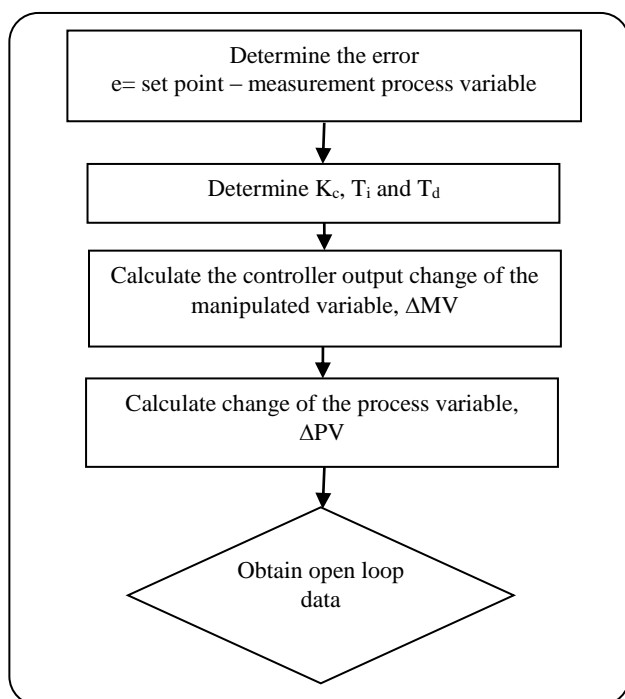 Determine the error
e= set point – measurement process variable
Determine Kc, Ti and Td
Calculate the controller output change of the
manipulated variable, ΔMV
Calculate change of the process variable,
ΔPV
Obtain open loop
data